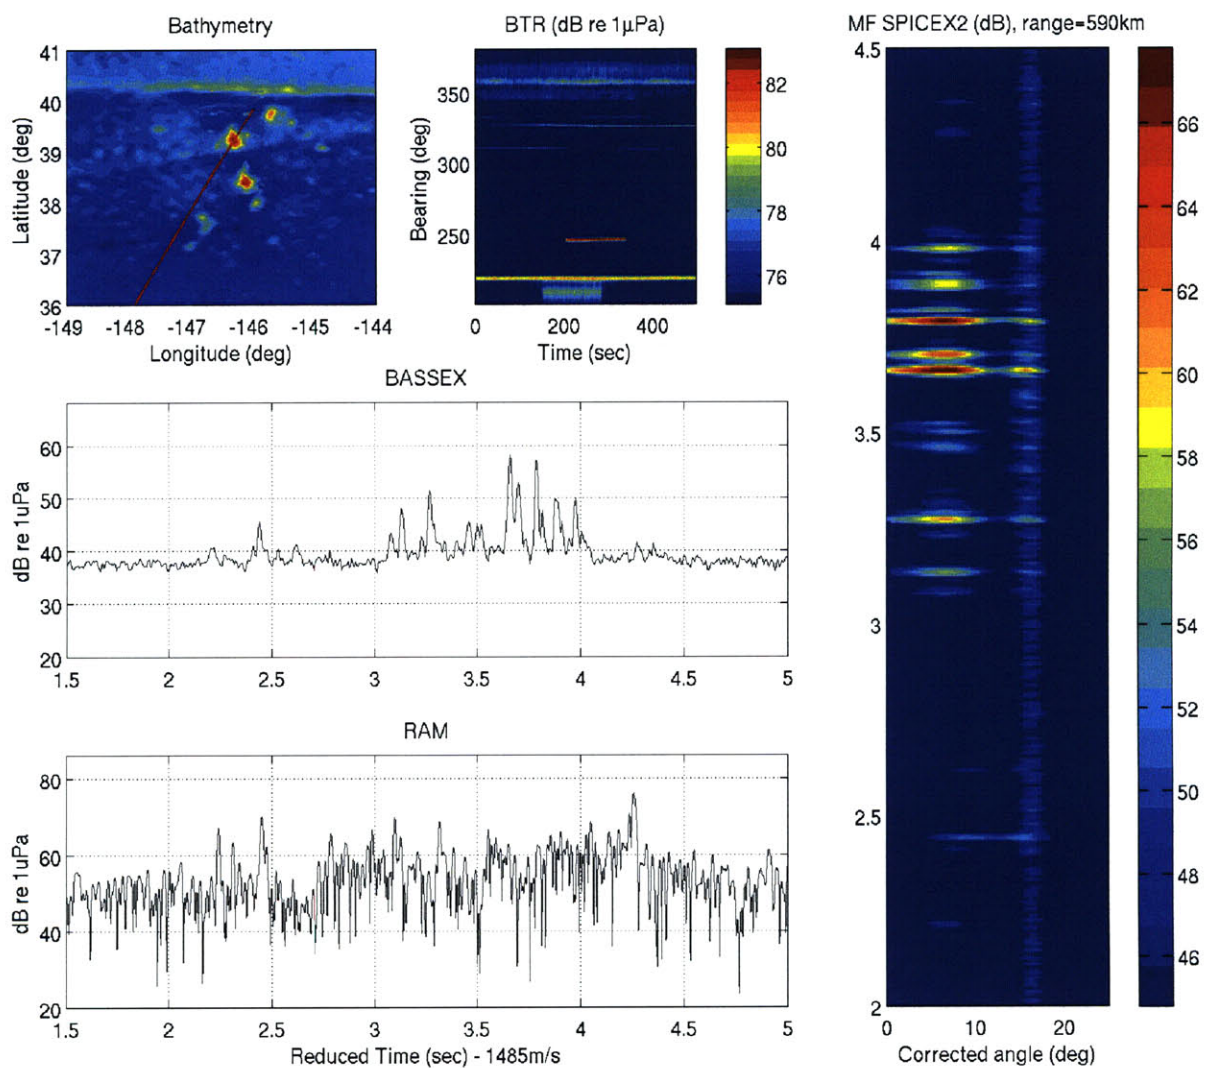 Bathymetry
BTR (dB re 1μPa)
MF SPICEX2 (dB), range=590km
41
40
39
38
37
36
Latitude (deg)
-149 -148 -147 -146 -145 -144
Longitude (deg)
350
300
250
Bearing (deg)
0 200 400
Time (sec)
82
80
78
76
BASSEX
60
50
40
30
20
dB re 1uPa
1.5 2 2.5 3 3.5 4 4.5 5
RAM
80
60
40
20
dB re 1uPa
1.5 2 2.5 3 3.5 4 4.5 5
Reduced Time (sec) - 1485m/s
4.5
4
3.5
3
2.5
2
0 10 20
Corrected angle (deg)
66
64
62
60
58
56
54
52
50
48
46